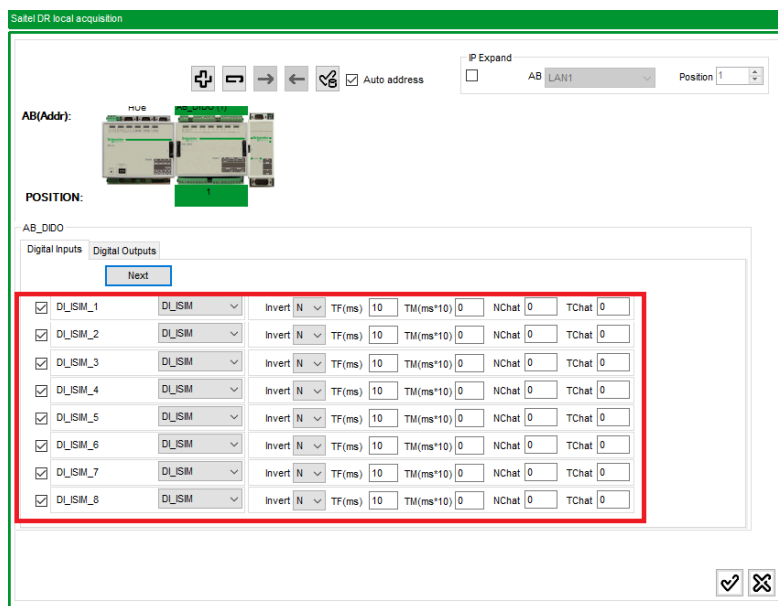 Saitel DR local acquisition
IP Expand
Auto address
AB LAN1
Position 1
HUe
AB_DIDO (1)
AB(Addr):
POSITION:
1
AB_DIDO
Digital Inputs Digital Outputs
Next
DI_ISIM_1 DI_ISIM Invert N TF(ms) 10 TM(ms*10) 0 NChat 0 TChat 0
DI_ISIM_2 DI_ISIM Invert N TF(ms) 10 TM(ms*10) 0 NChat 0 TChat 0
DI_ISIM_3 DI_ISIM Invert N TF(ms) 10 TM(ms*10) 0 NChat 0 TChat 0
DI_ISIM_4 DI_ISIM Invert N TF(ms) 10 TM(ms*10) 0 NChat 0 TChat 0
DI_ISIM_5 DI_ISIM Invert N TF(ms) 10 TM(ms*10) 0 NChat 0 TChat 0
DI_ISIM_6 DI_ISIM Invert N TF(ms) 10 TM(ms*10) 0 NChat 0 TChat 0
DI_ISIM_7 DI_ISIM Invert N TF(ms) 10 TM(ms*10) 0 NChat 0 TChat 0
DI_ISIM_8 DI_ISIM Invert N TF(ms) 10 TM(ms*10) 0 NChat 0 TChat 0